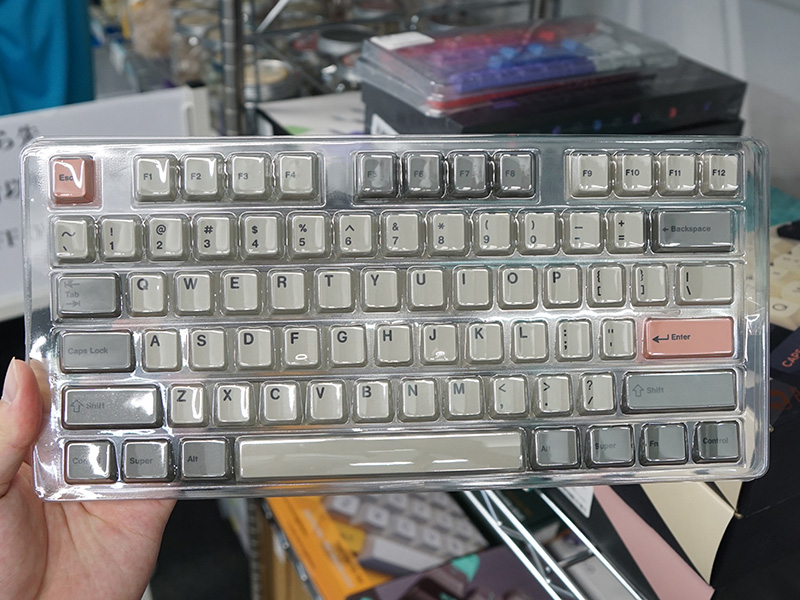 Esc F1 F2 F3 F4 F5 F6 F7 F8 F9 F10 F11 F12
~ ! @ # $ % ^ & * ( ) — +
` 1 2 3 4 5 6 7 8 9 0 - = ← Backspace
Tab Q W E R T Y U I O P { [ } ] | \
Caps Lock A S D F G H J K L : ; " ' Enter
Shift Z X C V B N M < , > . ? / Shift
Super Alt Alt Super Fn Control
CAPS